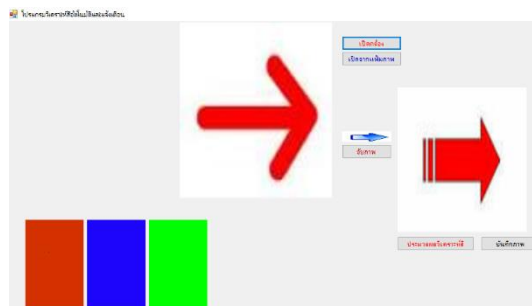 เปิดกล้อง
เปิดจากแฟ้มภาพ
จับภาพ
ประมวลผลวิเคราะห์สี
บันทึกภาพ